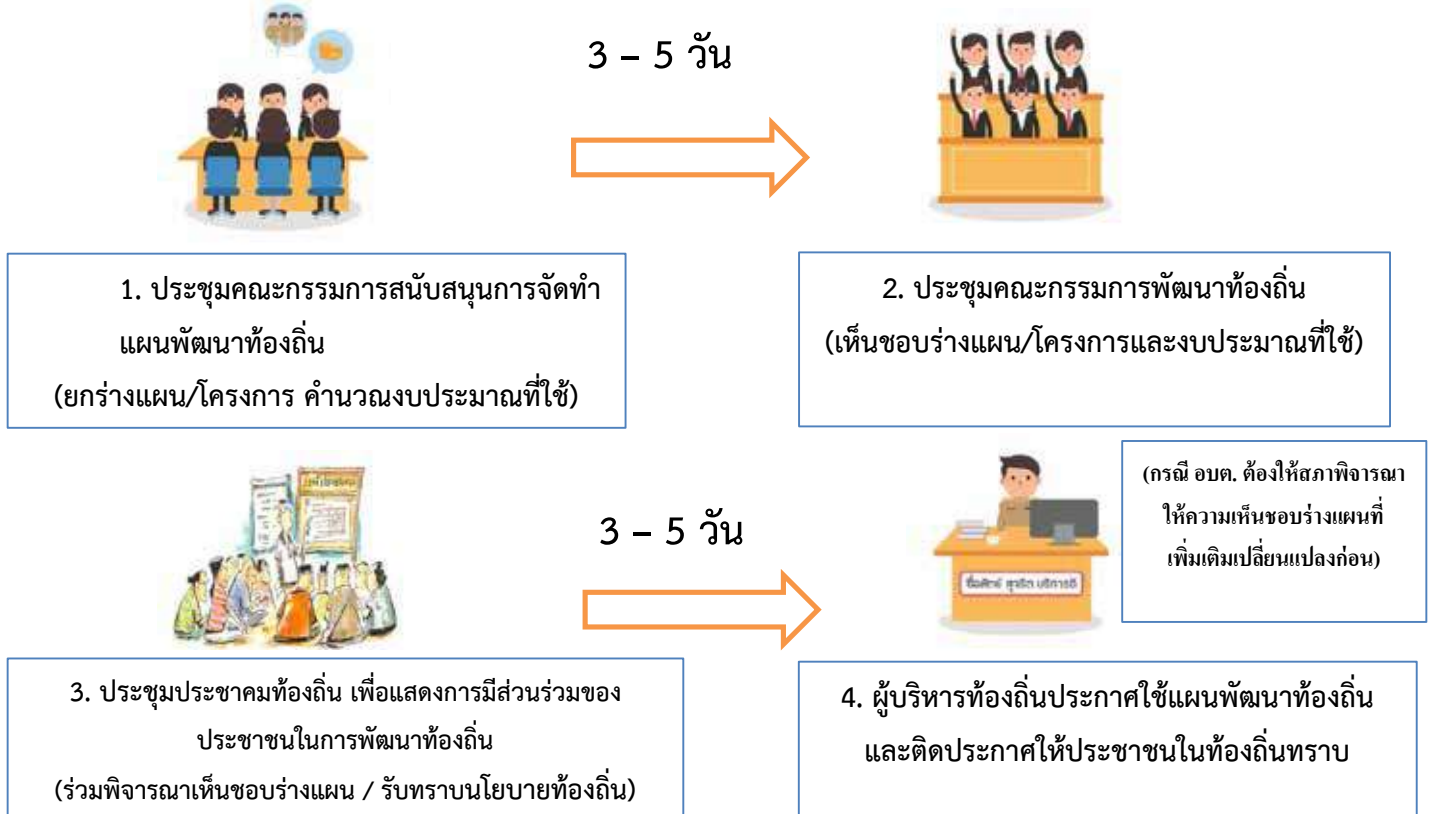 3 – 5 วัน
1. ประชุมคณะกรรมการสนับสนุนการจัดทำ
แผนพัฒนาท้องถิ่น
(ยกร่างแผน/โครงการ คำนวณงบประมาณที่ใช้)
2. ประชุมคณะกรรมการพัฒนาท้องถิ่น
(เห็นชอบร่างแผน/โครงการและงบประมาณที่ใช้)
3 – 5 วัน
ซื่อสัตย์ สุจริต บริการดี
(กรณี อบต. ต้องให้สภาพิจารณา
ให้ความเห็นชอบร่างแผนที่
เพิ่มเติมเปลี่ยนแปลงก่อน)
3. ประชุมประชาคมท้องถิ่น เพื่อแสดงการมีส่วนร่วมของ
ประชาชนในการพัฒนาท้องถิ่น
(ร่วมพิจารณาเห็นชอบร่างแผน / รับทราบนโยบายท้องถิ่น)
4. ผู้บริหารท้องถิ่นประกาศใช้แผนพัฒนาท้องถิ่น
และติดประกาศให้ประชาชนในท้องถิ่นทราบ